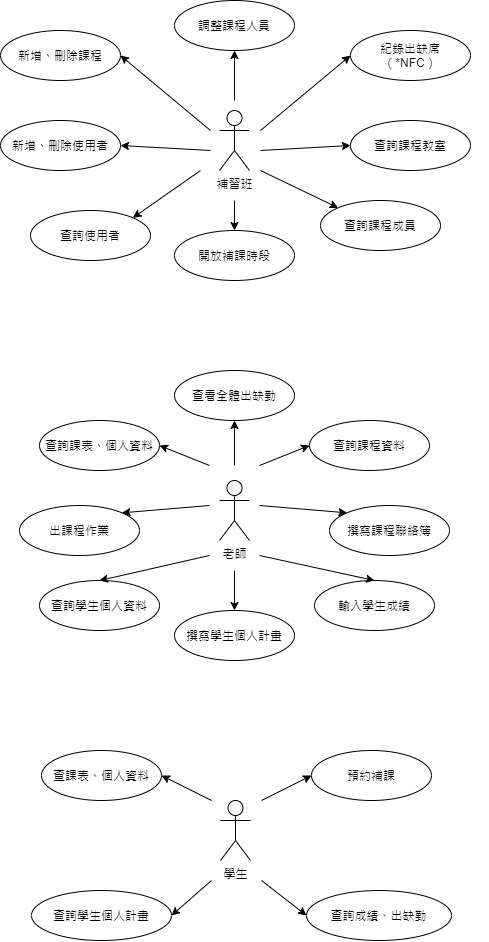 調整課程人員
新增、刪除課程
紀錄出缺席
（*NFC）
新增、刪除使用者
查詢課程教室
補習班
查詢使用者
查詢課程成員
開放補課時段
查看全體出缺勤
查詢課表、個人資料
查詢課程資料
出課程作業
撰寫課程聯絡簿
老師
查詢學生個人資料
輸入學生成績
撰寫學生個人計畫
查課表、個人資料
預約補課
學生
查詢學生個人計畫
查詢成績、出缺勤